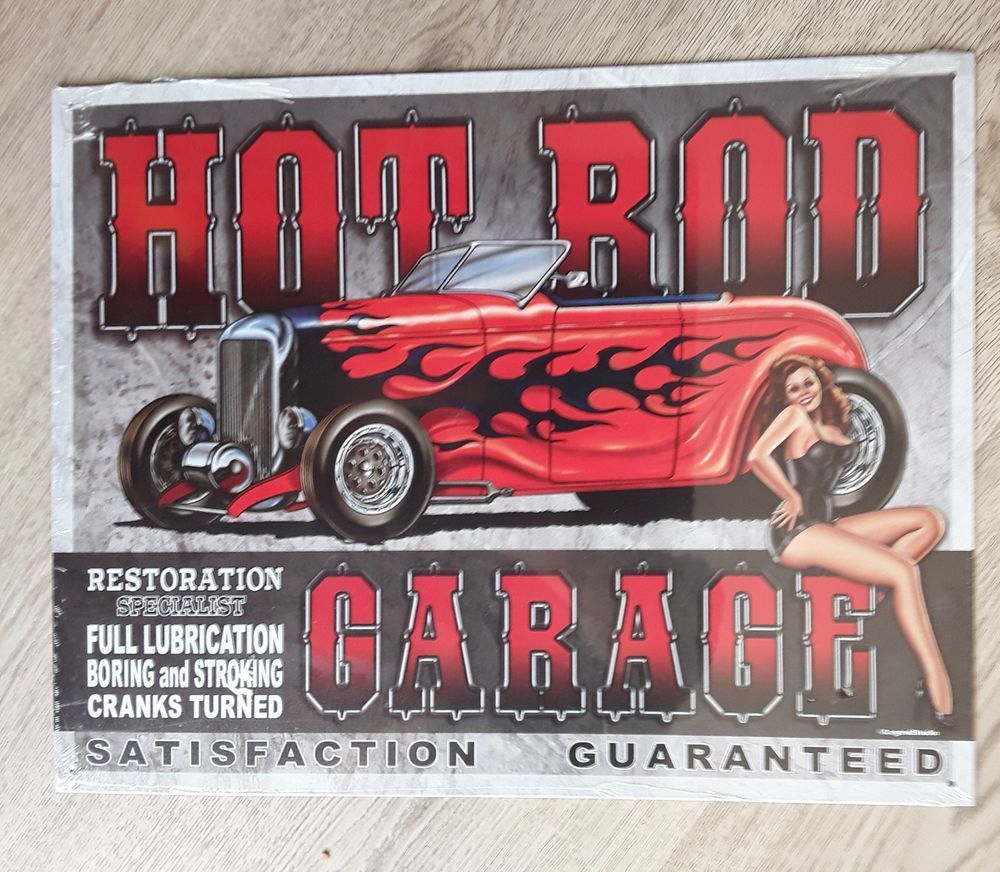 HOT ROD
RESTORATION
SPECIALIST
FULL LUBRICATION
BORING and STROKING
CRANKS TURNED
GARAGE
SATISFACTION GUARANTEED